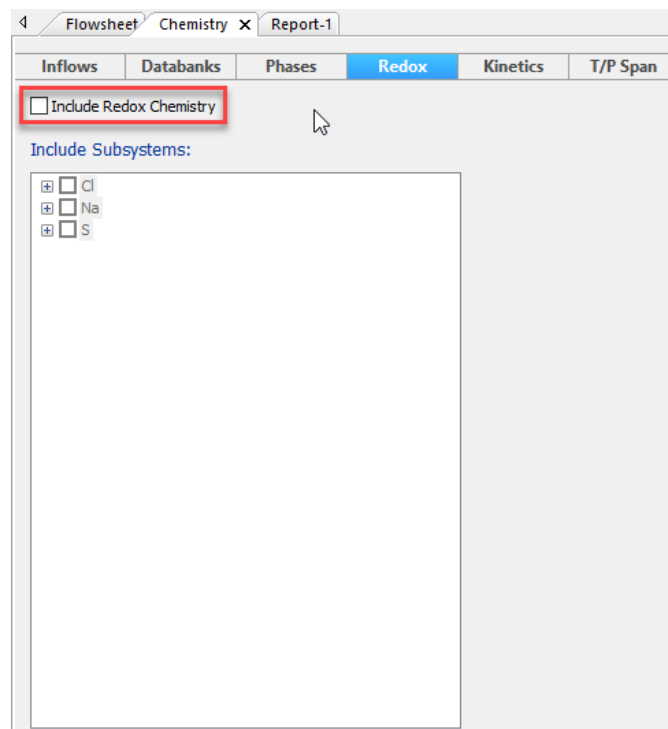 Flowsheet Chemistry Report-1
Inflows Databanks Phases Redox Kinetics T/P Span
Include Redox Chemistry
Include Subsystems:
Cl
Na
S